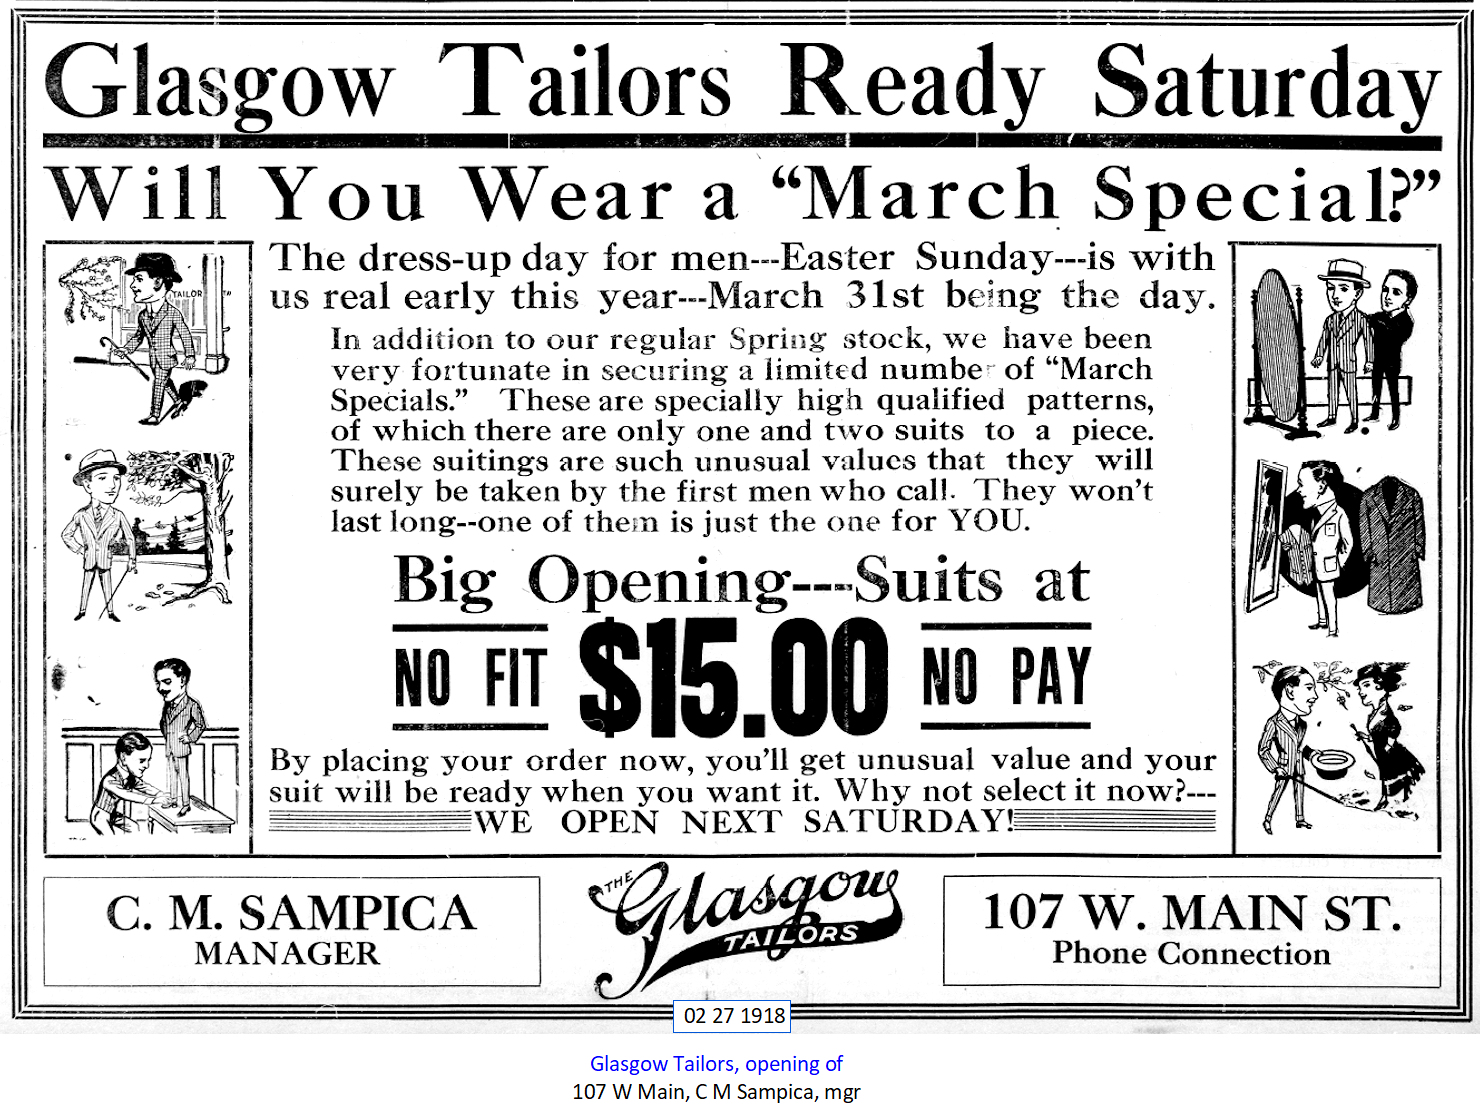 Glasgow Tailors Ready Saturday
Will You Wear a “March Special?”
The dress-up day for men---Easter Sunday---is with
us real early this year---March 31st being the day.
In addition to our regular Spring stock, we have been
very fortunate in securing a limited number of “March
Specials.” These are specially high qualified patterns,
of which there are only one and two suits to a piece.
These suitings are such unusual values that they will
surely be taken by the first men who call. They won't
last long--one of them is just the one for YOU.
Big Opening---Suits at
NO FIT $15.00 NO PAY
By placing your order now, you'll get unusual value and your
suit will be ready when you want it. Why not select it now?---
WE OPEN NEXT SATURDAY!
TAILOR
C. M. SAMPICA
MANAGER
THE Glasgow
TAILORS
107 W. MAIN ST.
Phone Connection
02 27 1918
Glasgow Tailors, opening of
107 W Main, C M Sampica, mgr